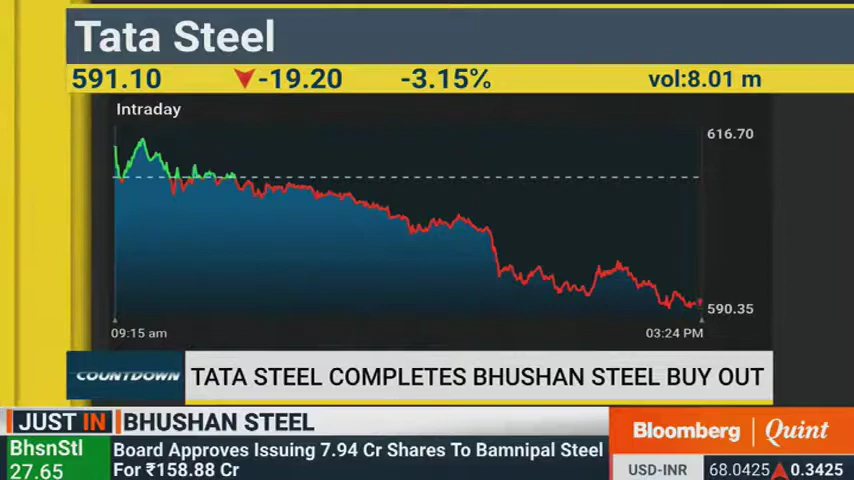 Tata Steel
591.10 -19.20 -3.15% vol:8.01 m
Intraday
616.70
590.35
09:15 am 03:24 PM
COUNTDOWN TATA STEEL COMPLETES BHUSHAN STEEL BUY OUT
JUST IN BHUSHAN STEEL
BhsnStl
27.65
Board Approves Issuing 7.94 Cr Shares To Bamnipal Steel
For ₹158.88 Cr
Bloomberg | Quint
USD-INR 68.0425 0.3425